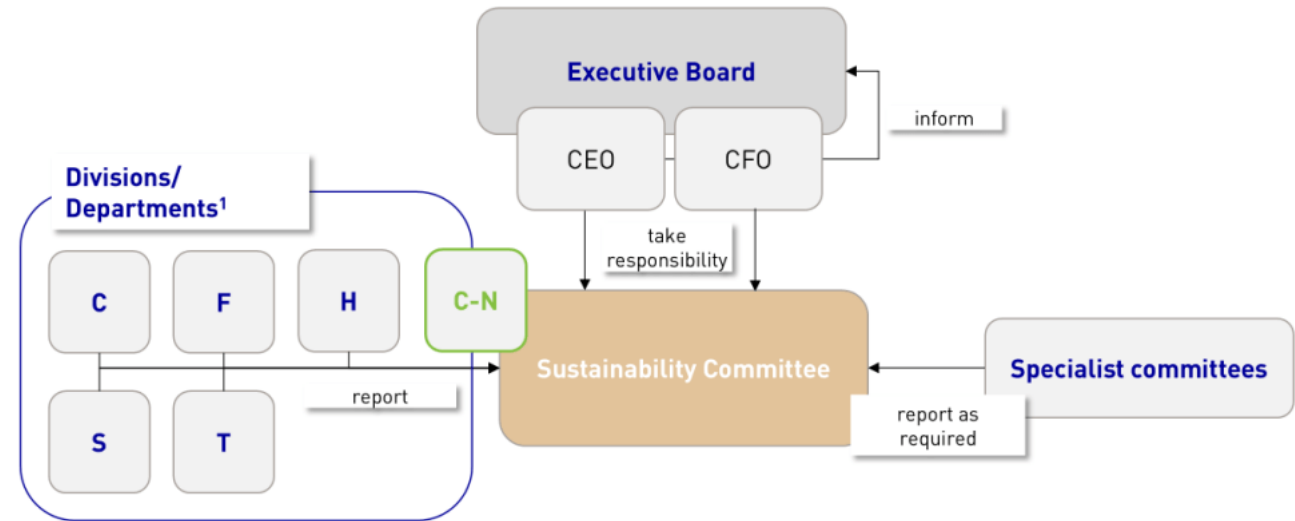 Executive Board
CEO
CFO
inform
take
responsibility
Divisions/
Departments¹
C
F
H
C-N
S
T
report
Sustainability Committee
Specialist committees
report as
required